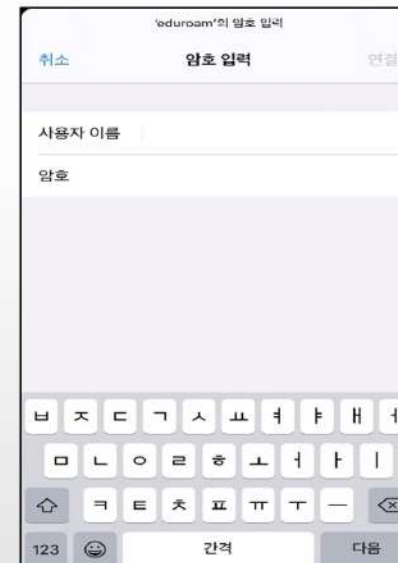 'eduroam'의 암호 입력
취소 암호 입력 연결
사용자 이름
암호
ㅂ ㅈ ㄷ ㄱ ㅅ ㅛ ㅕ ㅑ ㅐ
ㅁ ㄴ ㅇ ㄹ ㅎ ㅗ ㅓ ㅏ ㅣ
ㅋ ㅌ ㅊ ㅍ ㅠ ㅜ ㅡ
123 간격 다음